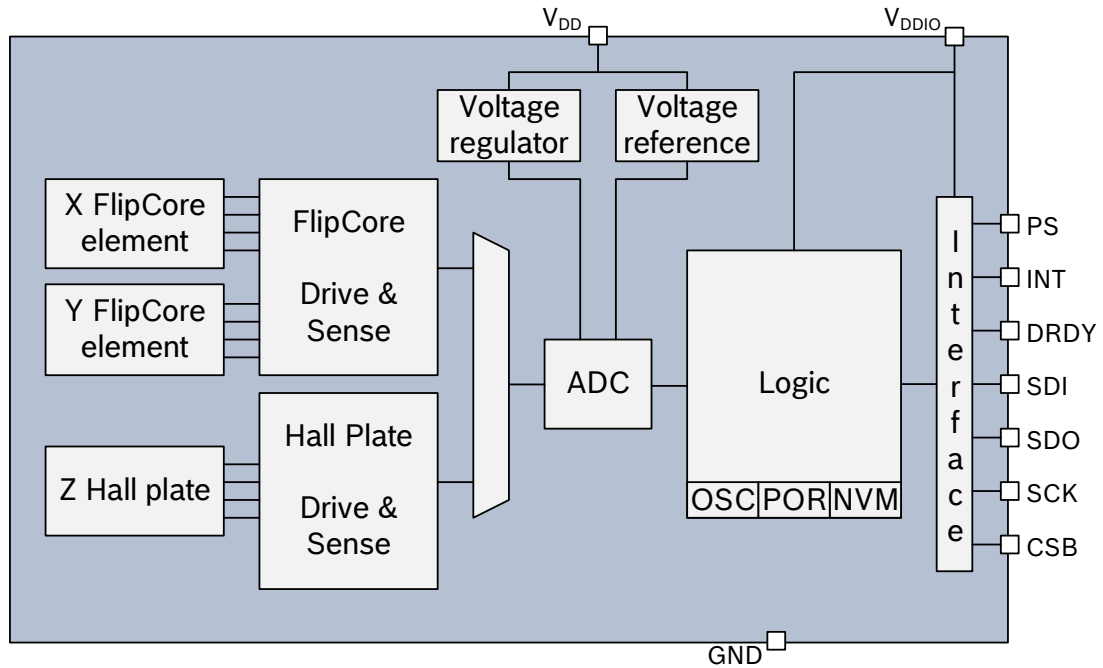 VDD
VDDIO
Voltage
regulator
Voltage
reference
X FlipCore
element
Y FlipCore
element
FlipCore
Drive &
Sense
Z Hall plate
Hall Plate
Drive &
Sense
ADC
Logic
OSC
POR
NVM
Interface
PS
INT
DRDY
SDI
SDO
SCK
CSB
GND